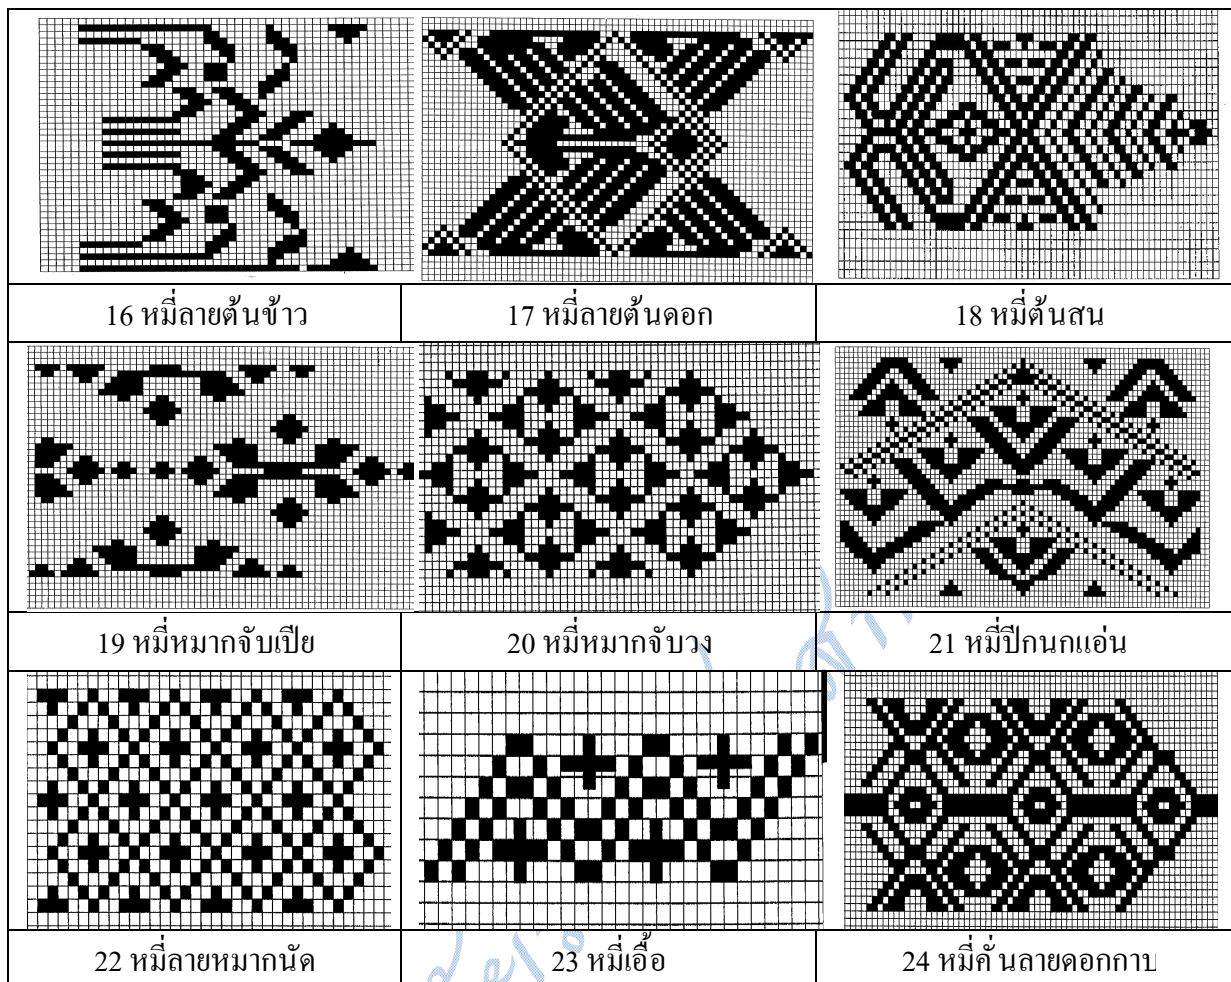 16 หมี่ลายต้นข้าว
17 หมี่ลายต้นดอก
18 หมี่ต้นสน
19 หมี่หมากจับเปีย
20 หมี่หมากจับวง
21 หมี่ปีกนกแอ่น
22 หมี่ลายหมากนัด
23 หมี่เอื้อ
24 หมี่คั่นลายดอกกาบ